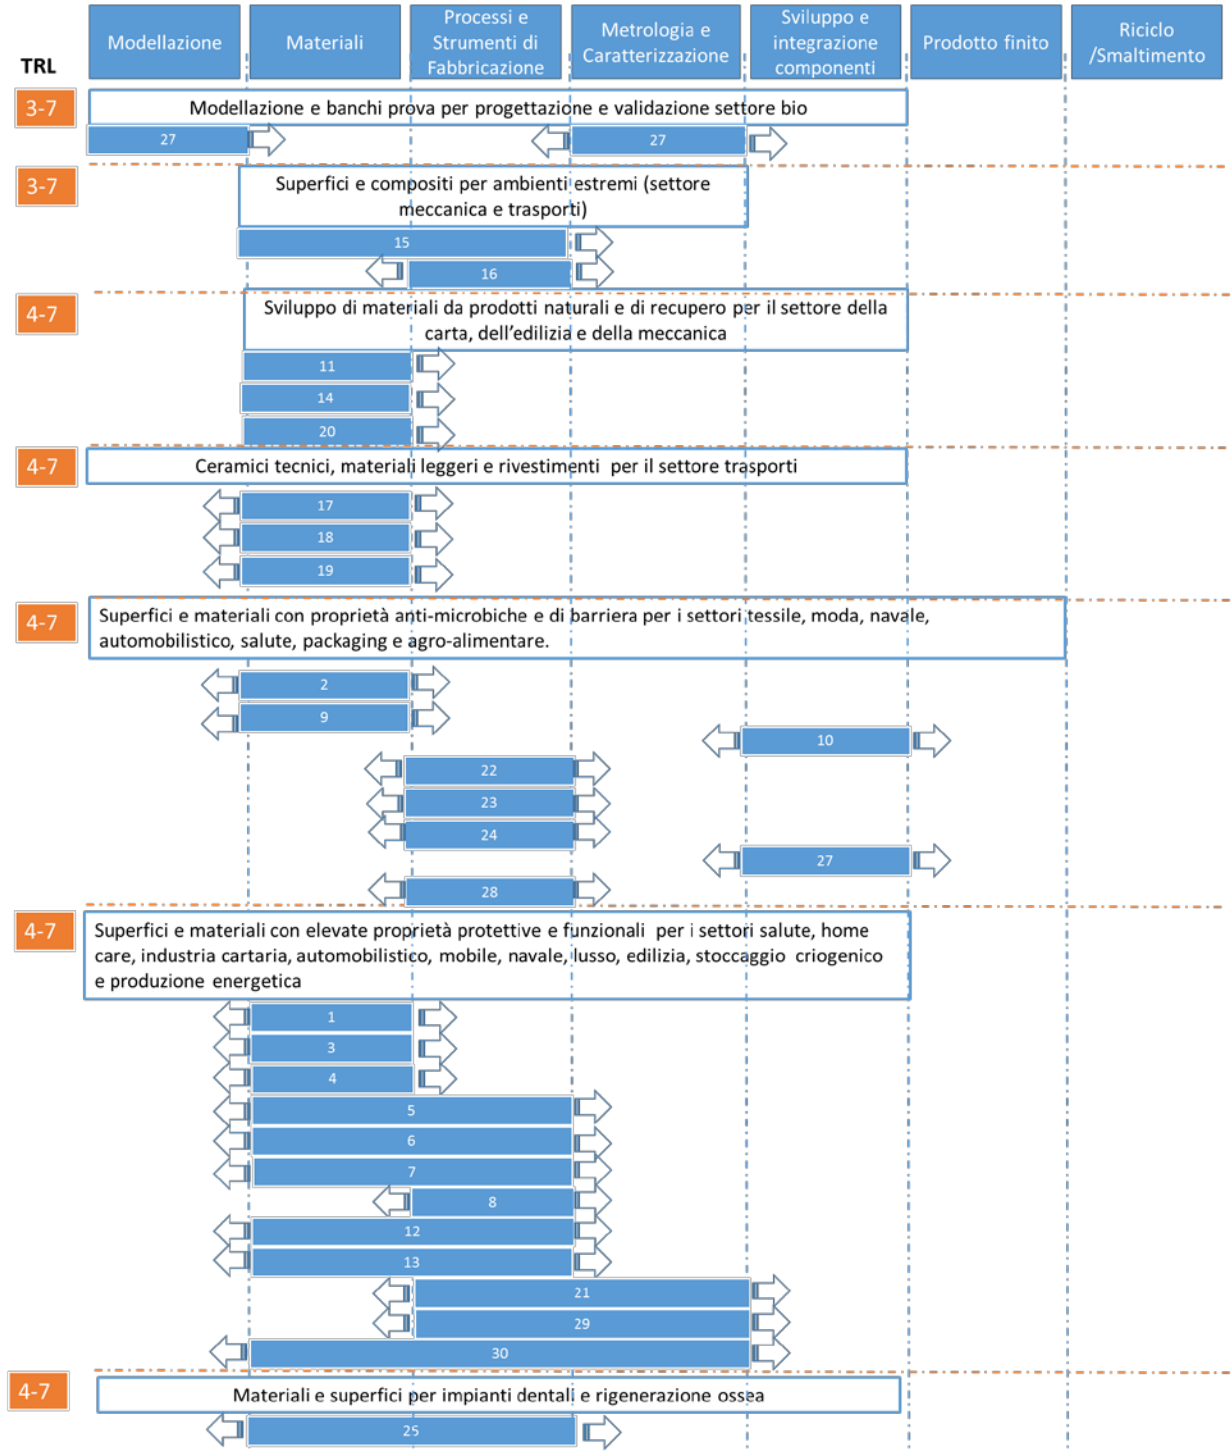 TRL
Modellazione
Materiali
Processi e
Strumenti di
Fabbricazione
Metrologia e
Caratterizzazione
Sviluppo e
integrazione
componenti
Prodotto finito
Riciclo
/Smaltimento
3-7
Modellazione e banchi prova per progettazione e validazione settore bio
27
27
3-7
Superfici e compositi per ambienti estremi (settore
meccanica e trasporti)
15
16
4-7
Sviluppo di materiali da prodotti naturali e di recupero per il settore della
carta, dell'edilizia e della meccanica
11
14
20
4-7
Ceramici tecnici, materiali leggeri e rivestimenti per il settore trasporti
17
18
19
4-7
Superfici e materiali con proprietà anti-microbiche e di barriera per i settori tessile, moda, navale,
automobilistico, salute, packaging e agro-alimentare.
2
9
10
22
23
24
27
28
4-7
Superfici e materiali con elevate proprietà protettive e funzionali per i settori salute, home
care, industria cartaria, automobilistico, mobile, navale, lusso, edilizia, stoccaggio criogenico
e produzione energetica
1
3
4
5
6
7
8
12
13
21
29
30
4-7
Materiali e superfici per impianti dentali e rigenerazione ossea
25